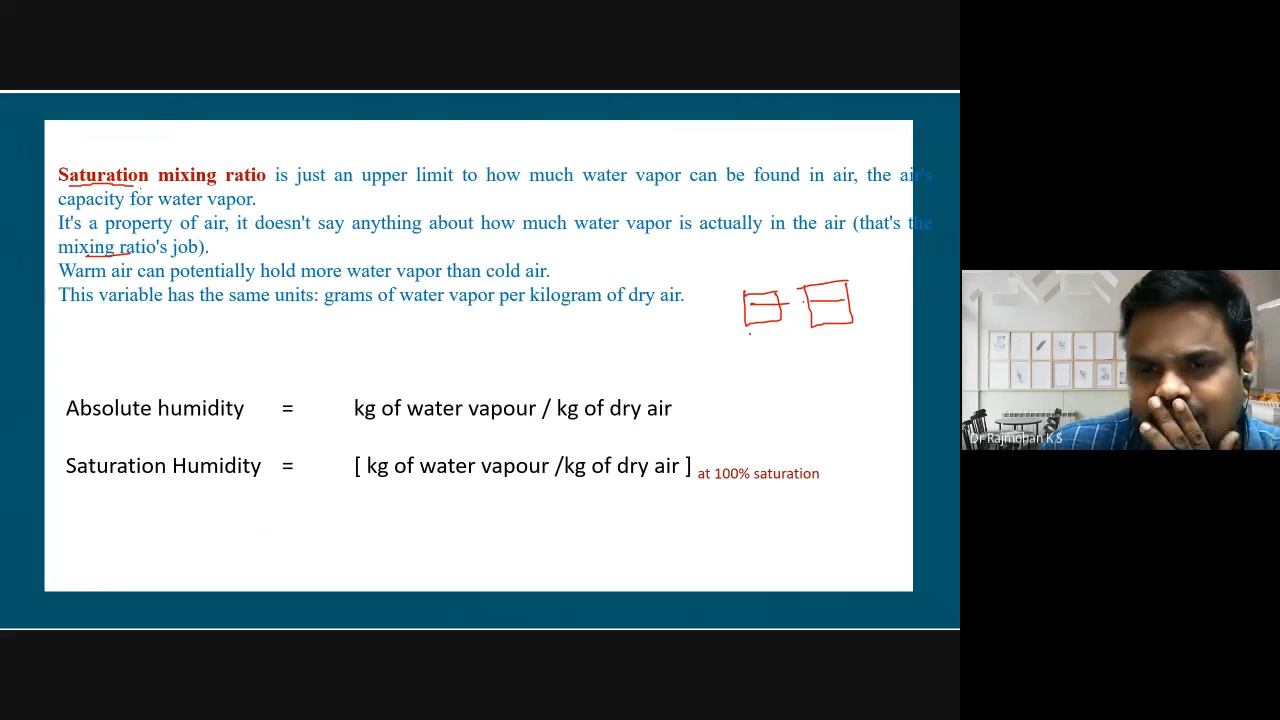 Saturation mixing ratio is just an upper limit to how much water vapor can be found in air, the air's
capacity for water vapor.
It's a property of air, it doesn't say anything about how much water vapor is actually in the air (that's the
mixing ratio's job).
Warm air can potentially hold more water vapor than cold air.
This variable has the same units: grams of water vapor per kilogram of dry air.
Absolute humidity = kg of water vapour / kg of dry air
Saturation Humidity = [ kg of water vapour /kg of dry air ] at 100% saturation
Dr Rajmohan K.S